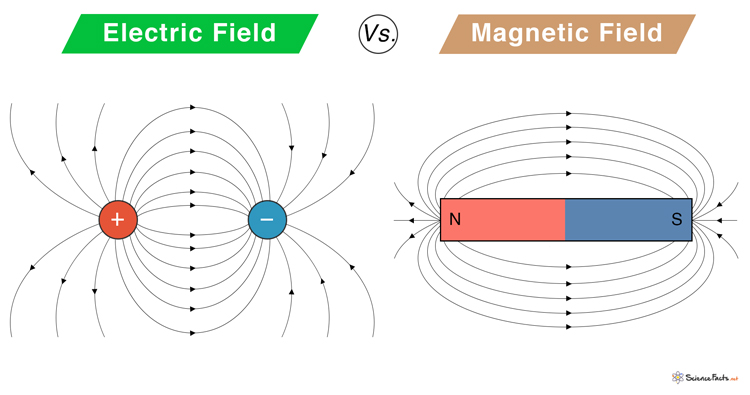 Electric Field
Vs.
Magnetic Field
+
−
N
S
ScienceFacts.net